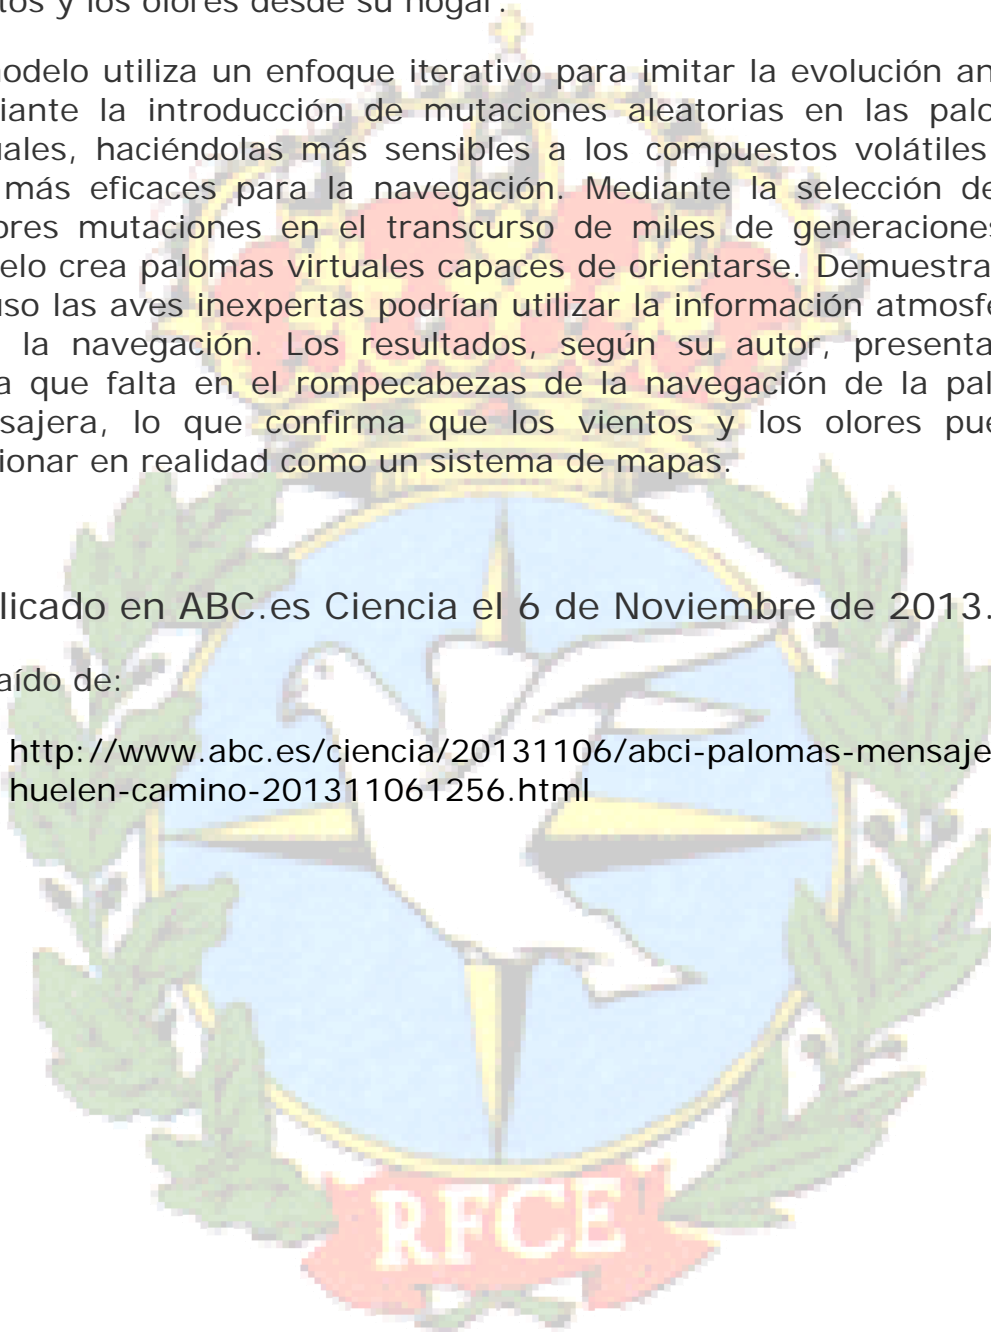 tos y los olores desde su hogar.
odelo utiliza un enfoque iterativo para imitar la evolución an
iante la introducción de mutaciones aleatorias en las palo
uales, haciéndolas más sensibles a los compuestos volátiles
más eficaces para la navegación. Mediante la selección de
ores mutaciones en el transcurso de miles de generaciones
elo crea palomas virtuales capaces de orientarse. Demuestra
uso las aves inexpertas podrían utilizar la información atmosfé
la navegación. Los resultados, según su autor, presenta
a que falta en el rompecabezas de la navegación de la pal
sajera, lo que confirma que los vientos y los olores pue
ionar en realidad como un sistema de mapas.
licado en ABC.es Ciencia el 6 de Noviembre de 2013.
aído de:
http://www.abc.es/ciencia/20131106/abci-palomas-mensaje
huelen-camino-201311061256.html
RFCE